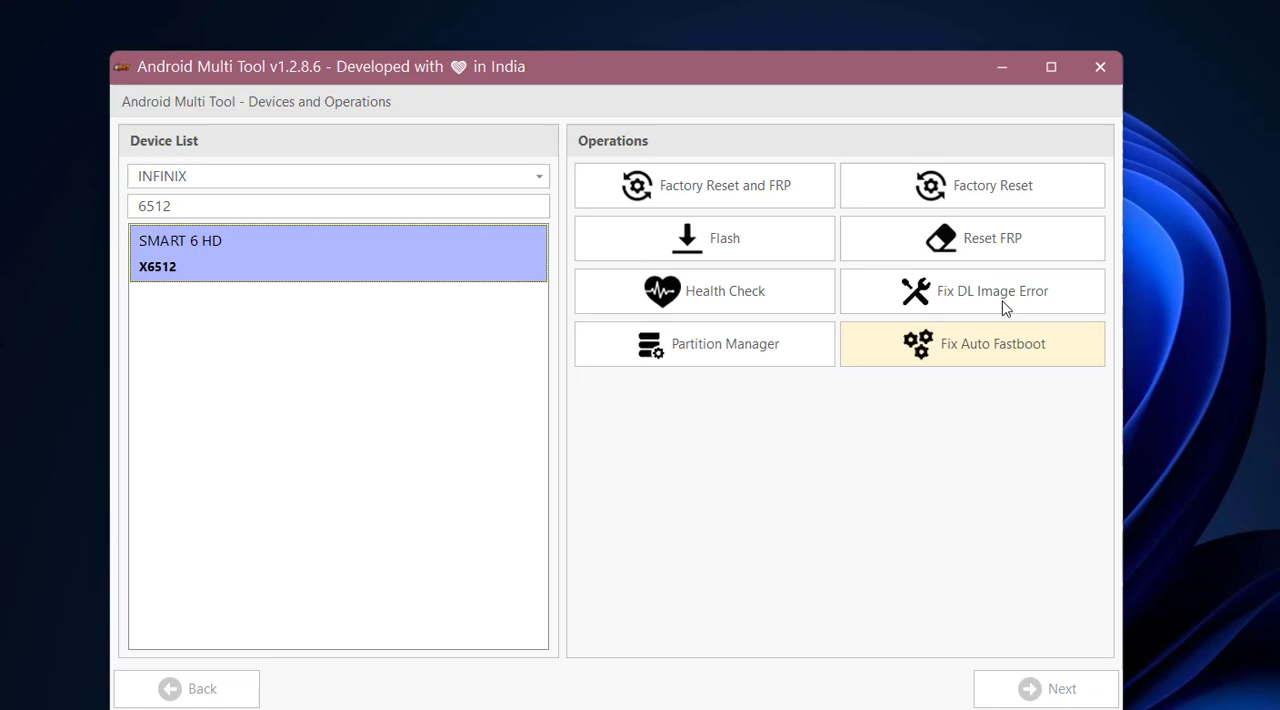 Android Multi Tool v1.2.8.6 - Developed with 🤍 in India
Android Multi Tool - Devices and Operations
Device List
INFINIX
6512
SMART 6 HD
X6512
Operations
Factory Reset and FRP
Factory Reset
Flash
Reset FRP
Health Check
Fix DL Image Error
Partition Manager
Fix Auto Fastboot
Back
Next